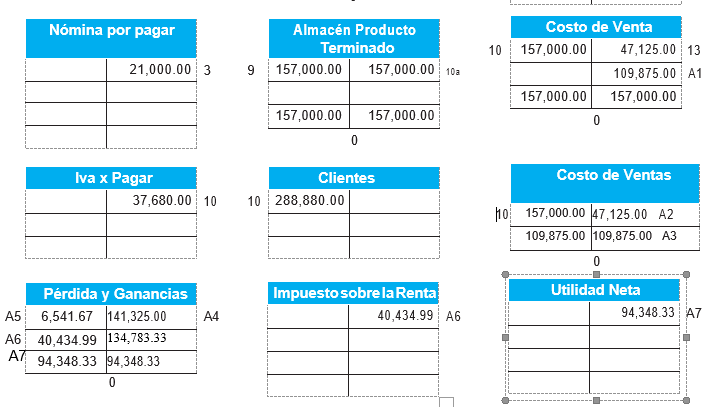 0
Nómina por pagar
21,000.00 3
Almacén Producto
Terminado
9 157,000.00 157,000.00 10a
157,000.00 157,000.00
0
Costo de Venta
10 157,000.00 47,125.00 13
109,875.00 A1
157,000.00 157,000.00
0
Iva x Pagar
37,680.00 10
Clientes
10 288,880.00
Costo de Ventas
10 157,000.00 47,125.00 A2
109,875.00 109,875.00 A3
0
Pérdida y Ganancias
A5 6,541.67 141,325.00 A4
A6 40,434.99 134,783.33
A7 94,348.33 94,348.33
0
Impuesto sobre la Renta
40,434.99 A6
Utilidad Neta
94,348.33 A7